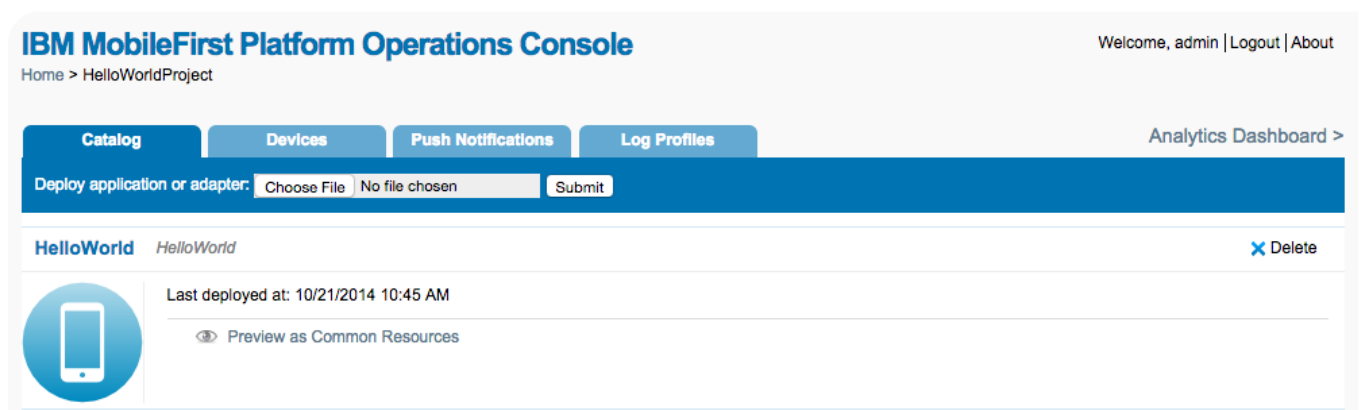 IBM MobileFirst Platform Operations Console
Welcome, admin | Logout | About
Home > HelloWorldProject
Catalog Devices Push Notifications Log Profiles Analytics Dashboard >
Deploy application or adapter: Choose File No file chosen Submit
HelloWorld HelloWorld Delete
Last deployed at: 10/21/2014 10:45 AM
Preview as Common Resources